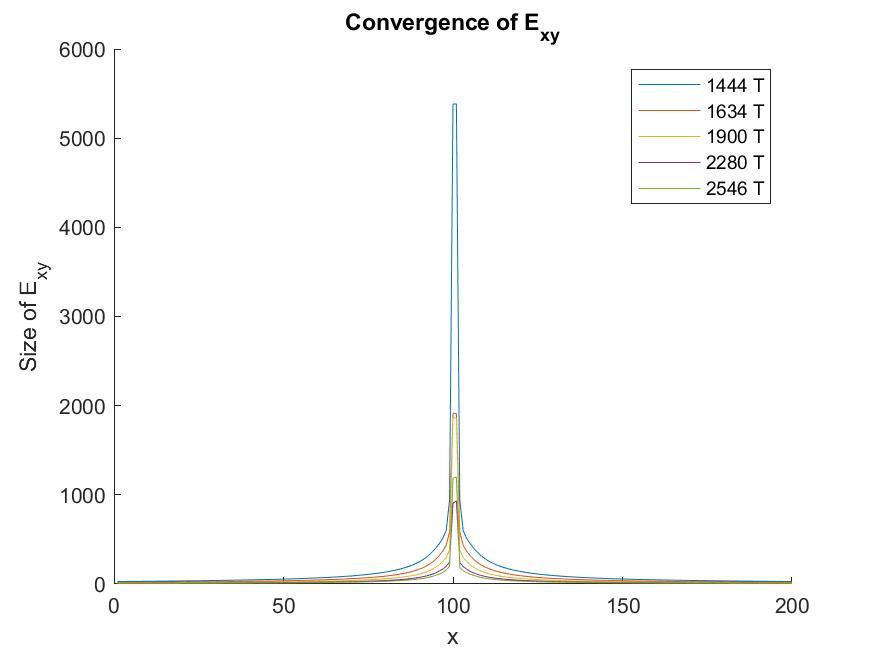 Convergence of E_xy
6000
5000
4000
3000
2000
1000
0
Size of E_xy
1444 T
1634 T
1900 T
2280 T
2546 T
0 50 100 150 200
x